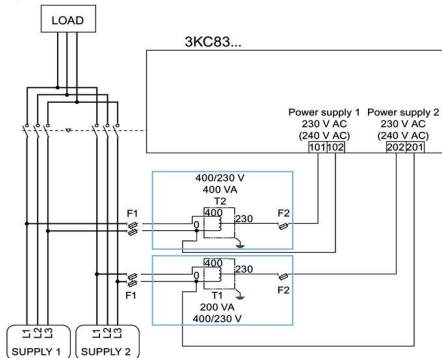 LOAD
3KC83...
Power supply 1
230 V AC
(240 V AC)
101 102
Power supply 2
230 V AC
(240 V AC)
202 201
400/230 V
400 VA
T2
F1
400
0
230
F2
400
0
230
F1
F2
T1
200 VA
400/230 V
L1 L2 L3
SUPPLY 1
L1 L2 L3
SUPPLY 2